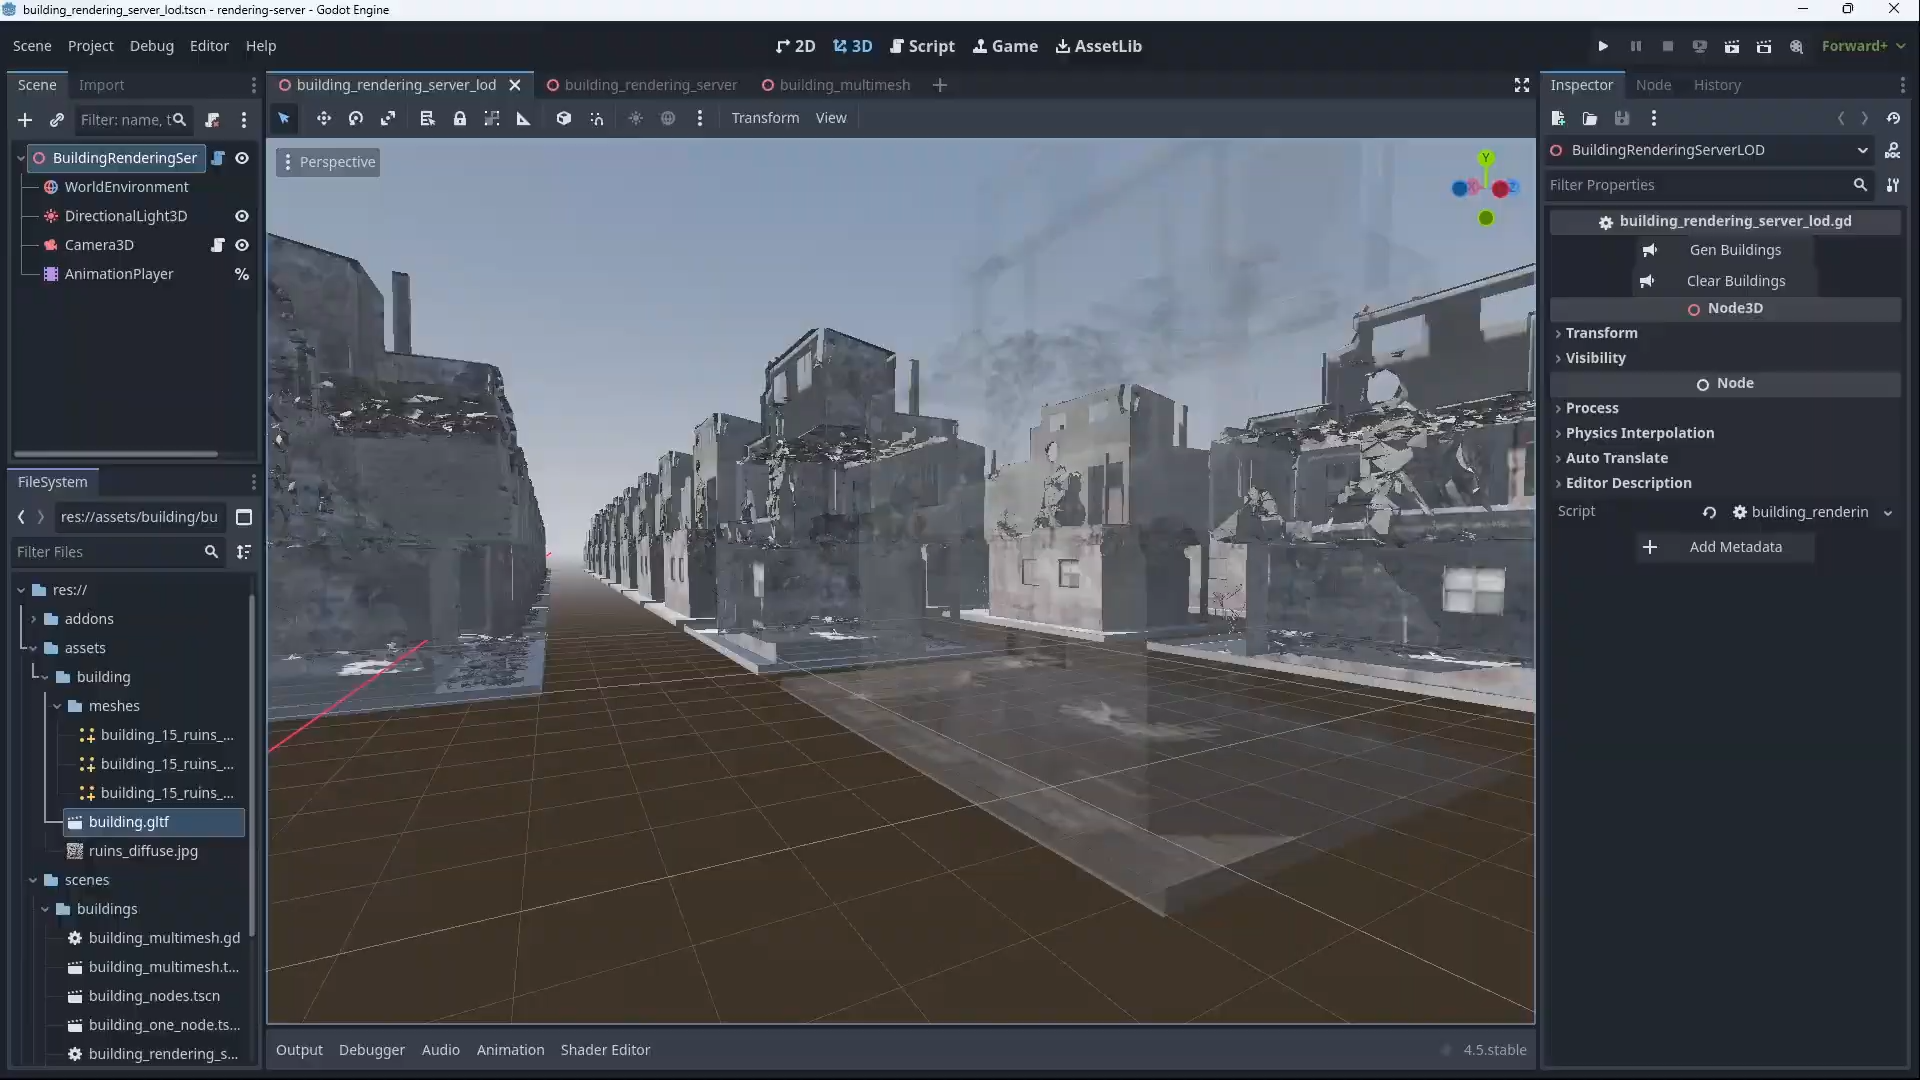 building_rendering_server_lod.tscn - rendering-server - Godot Engine
Scene Project Debug Editor Help
2D 3D Script Game AssetLib
Forward+
Scene Import
building_rendering_server_lod building_rendering_server building_multimesh
Inspector Node History
Filter: name, t
Transform View
BuildingRenderingSer
WorldEnvironment
DirectionalLight3D
Camera3D
AnimationPlayer
Perspective
Y
X
Z
BuildingRenderingServerLOD
Filter Properties
building_rendering_server_lod.gd
Gen Buildings
Clear Buildings
Node3D
Transform
Visibility
Node
Process
Physics Interpolation
Auto Translate
Editor Description
Script building_renderin
Add Metadata
FileSystem
res://assets/building/bu
Filter Files
res://
addons
assets
building
meshes
building_15_ruins_...
building_15_ruins_...
building_15_ruins_...
building.gltf
ruins_diffuse.jpg
scenes
buildings
building_multimesh.gd
building_multimesh.t...
building_nodes.tscn
building_one_node.ts...
building_rendering_s...
Output Debugger Audio Animation Shader Editor
4.5.stable